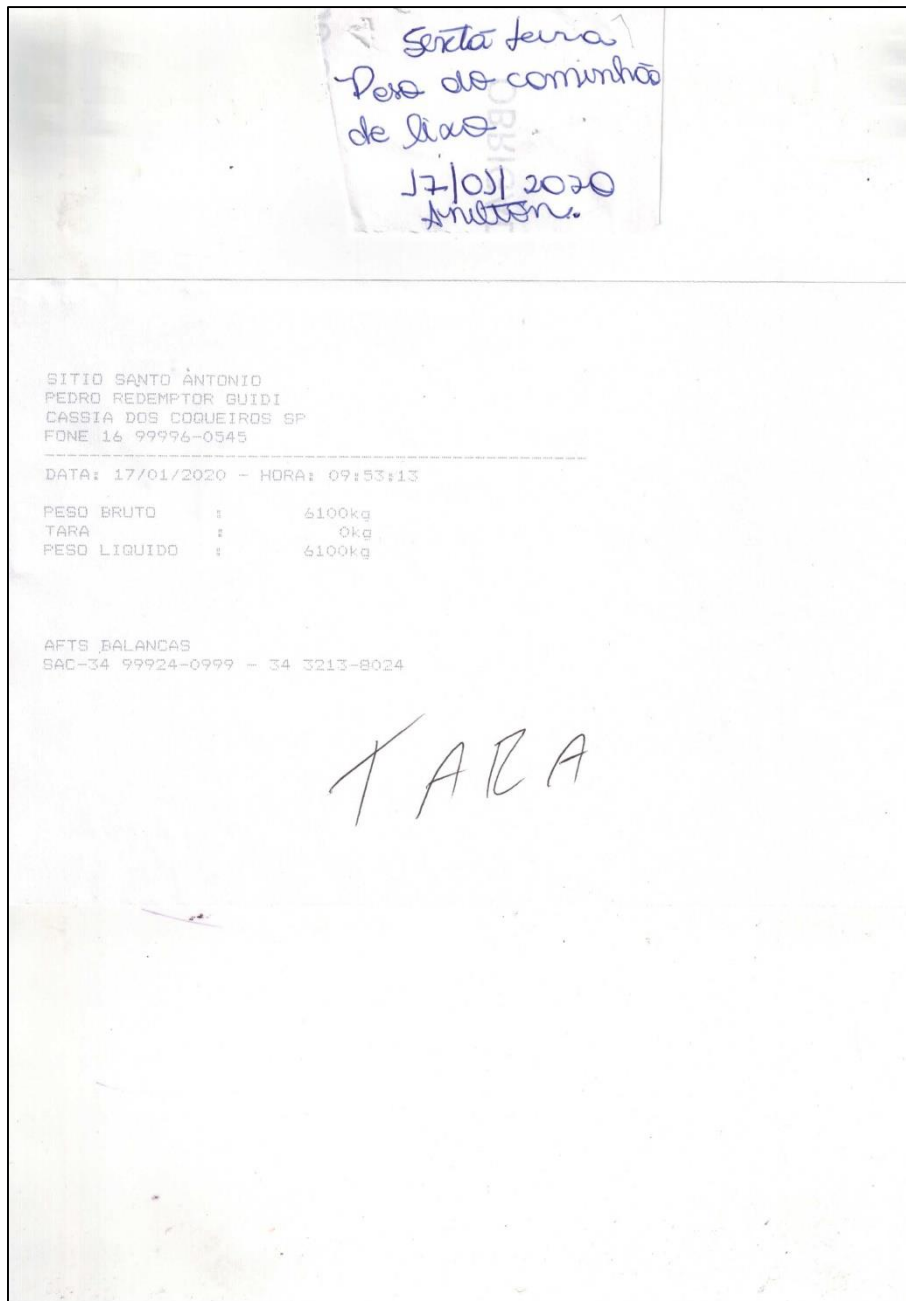 Sexta feira
Peso do caminhão
de lixo
17/01/2020
SITIO SANTO ANTONIO
PEDRO REDEMPTOR GUIDI
CASSIA DOS COQUEIROS SP
FONE 16 99996-0545
DATA: 17/01/2020 - HORA: 09:53:13
PESO BRUTO : 6100kg
TARA : 0kg
PESO LIQUIDO : 6100kg
AFTS BALANCAS
SAC-34 99924-0999 - 34 3213-8024
TARA